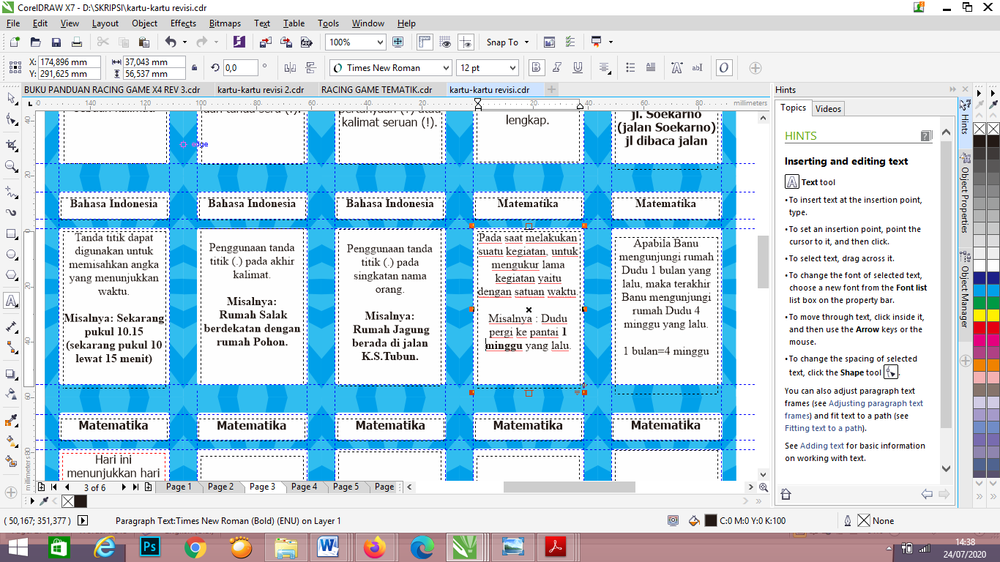 CorelDRAW X7 - D:\SKRIPSI\kartu-kartu revisi.cdr
File Edit View Layout Object Effects Bitmaps Text Table Tools Window Help
100% Snap To
X: 174,896 mm 37,043 mm 0,0 ° Times New Roman 12 pt
Y: 291,625 mm 56,537 mm
BUKU PANDUAN RACING GAME X4 REV 3.cdr kartu-kartu revisi 2.cdr RACING GAME TEMATIK.cdr kartu-kartu revisi.cdr
millimeters
kalimat seruan (!).
lengkap.
jl. Soekarno
(jalan Soekarno)
jl dibaca jalan
edge
Bahasa Indonesia Bahasa Indonesia Bahasa Indonesia Matematika Matematika
Tanda titik dapat
digunakan untuk
memisahkan angka
yang menunjukkan
waktu.
Misalnya: Sekarang
pukul 10.15
(sekarang pukul 10
lewat 15 menit)
Penggunaan tanda
titik (.) pada akhir
kalimat.
Misalnya:
Rumah Salak
berdekatan dengan
rumah Pohon.
Penggunaan tanda
titik (.) pada
singkatan nama
orang.
Misalnya:
Rumah Jagung
berada di jalan
K.S.Tubun.
Pada saat melakukan
suatu kegiatan, untuk
mengukur lama
kegiatan yaitu
dengan satuan waktu.
Misalnya : Dudu
pergi ke pantai 1
minggu yang lalu.
Apabila Banu
mengunjungi rumah
Dudu 1 bulan yang
lalu, maka terakhir
Banu mengunjungi
rumah Dudu 4
minggu yang lalu.
1 bulan=4 minggu
Matematika Matematika Matematika Matematika Matematika
Hari ini
menunjukkan hari
3 of 6 Page 1 Page 2 Page 3 Page 4 Page 5 Page
Hints
Topics Videos
HINTS
Inserting and editing text
Text tool
•To insert text at the insertion point,
type.
•To set an insertion point, point the
cursor to it, and then click.
•To select text, drag across it.
•To change the font of selected text,
choose a new font from the Font list
list box on the property bar.
•To move through text, click inside it,
and then use the Arrow keys or the
mouse.
•To change the spacing of selected
text, click the Shape tool .
You can also adjust paragraph text
frames (see Adjusting paragraph text
frames) and fit text to a path (see
Fitting text to a path).
See Adding text for basic information
on working with text.
Hints
Object Properties
Object Manager
( 50,167; 351,377 ) Paragraph Text:Times New Roman (Bold) (ENU) on Layer 1 C:0 M:0 Y:0 K:100 None
14:38
24/07/2020